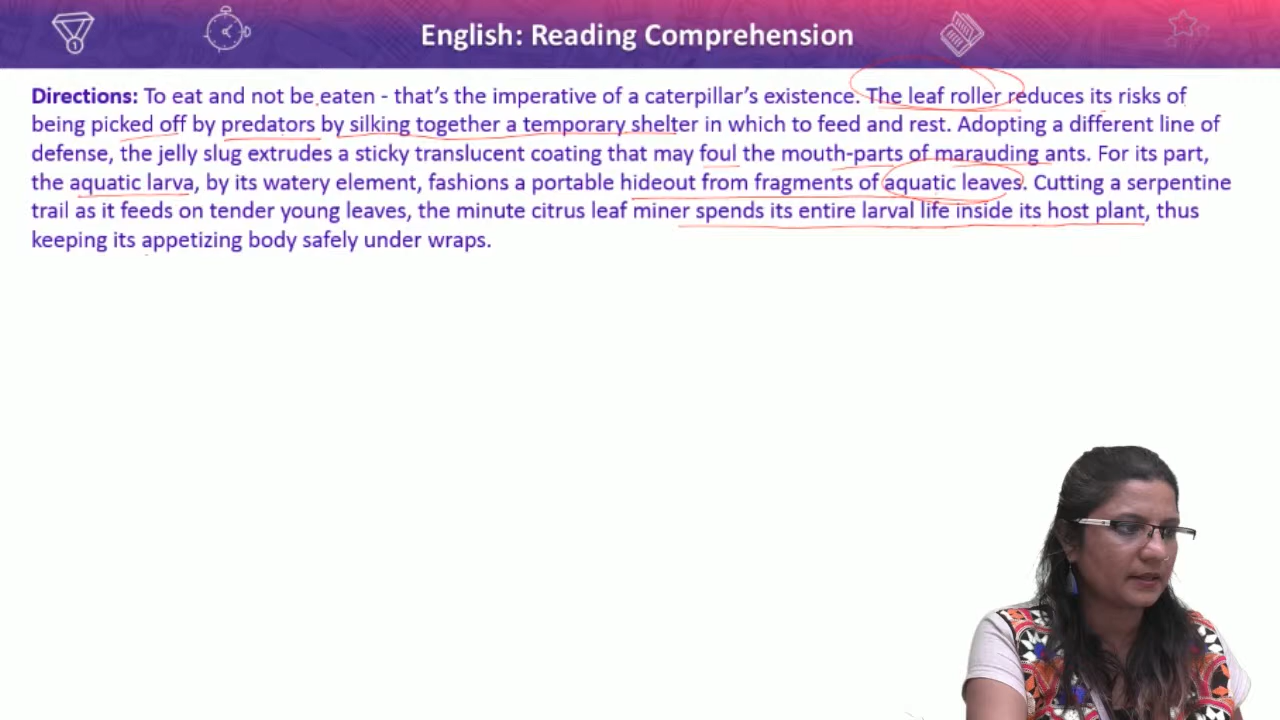 English: Reading Comprehension
1
Directions: To eat and not be eaten - that's the imperative of a caterpillar's existence. The leaf roller reduces its risks of
being picked off by predators by silking together a temporary shelter in which to feed and rest. Adopting a different line of
defense, the jelly slug extrudes a sticky translucent coating that may foul the mouth-parts of marauding ants. For its part,
the aquatic larva, by its watery element, fashions a portable hideout from fragments of aquatic leaves. Cutting a serpentine
trail as it feeds on tender young leaves, the minute citrus leaf miner spends its entire larval life inside its host plant, thus
keeping its appetizing body safely under wraps.